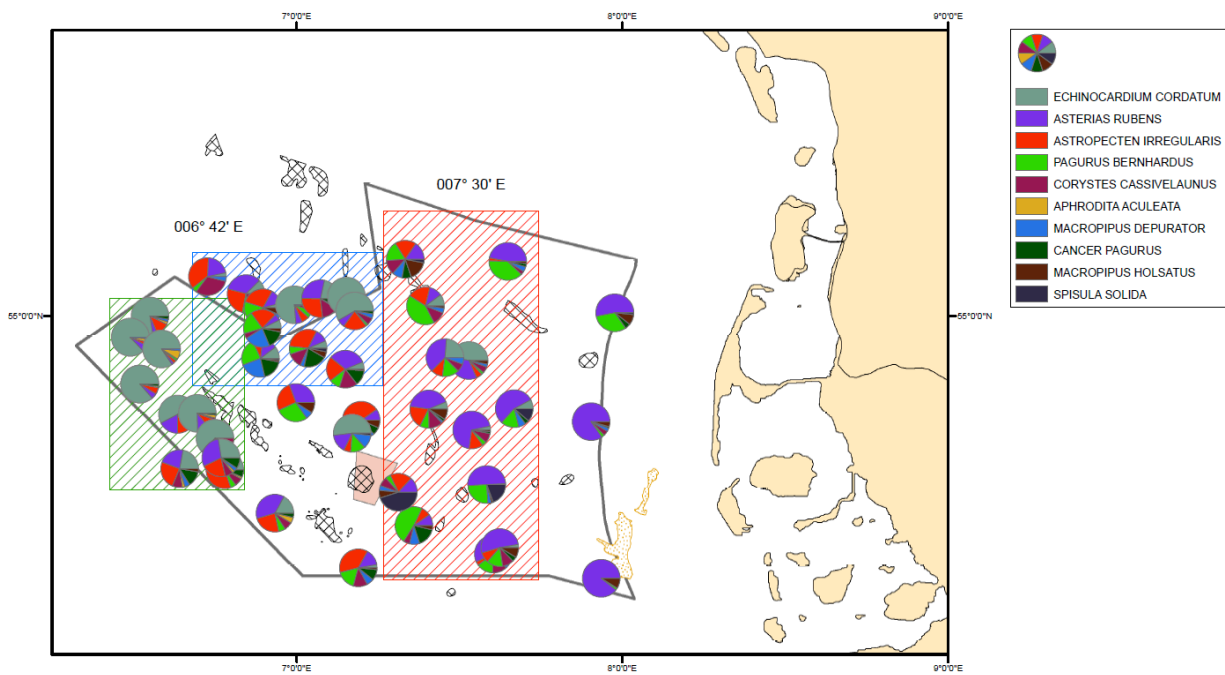 7°0'0"E 8°0'0"E 9°0'0"E
007° 30' E
006° 42' E
55°0'0"N 55°0'0"N
7°0'0"E 8°0'0"E 9°0'0"E
ECHINOCARDIUM CORDATUM
ASTERIAS RUBENS
ASTROPECTEN IRREGULARIS
PAGURUS BERNHARDUS
CORYSTES CASSIVELAUNUS
APHRODITA ACULEATA
MACROPIPUS DEPURATOR
CANCER PAGURUS
MACROPIPUS HOLSATUS
SPISULA SOLIDA